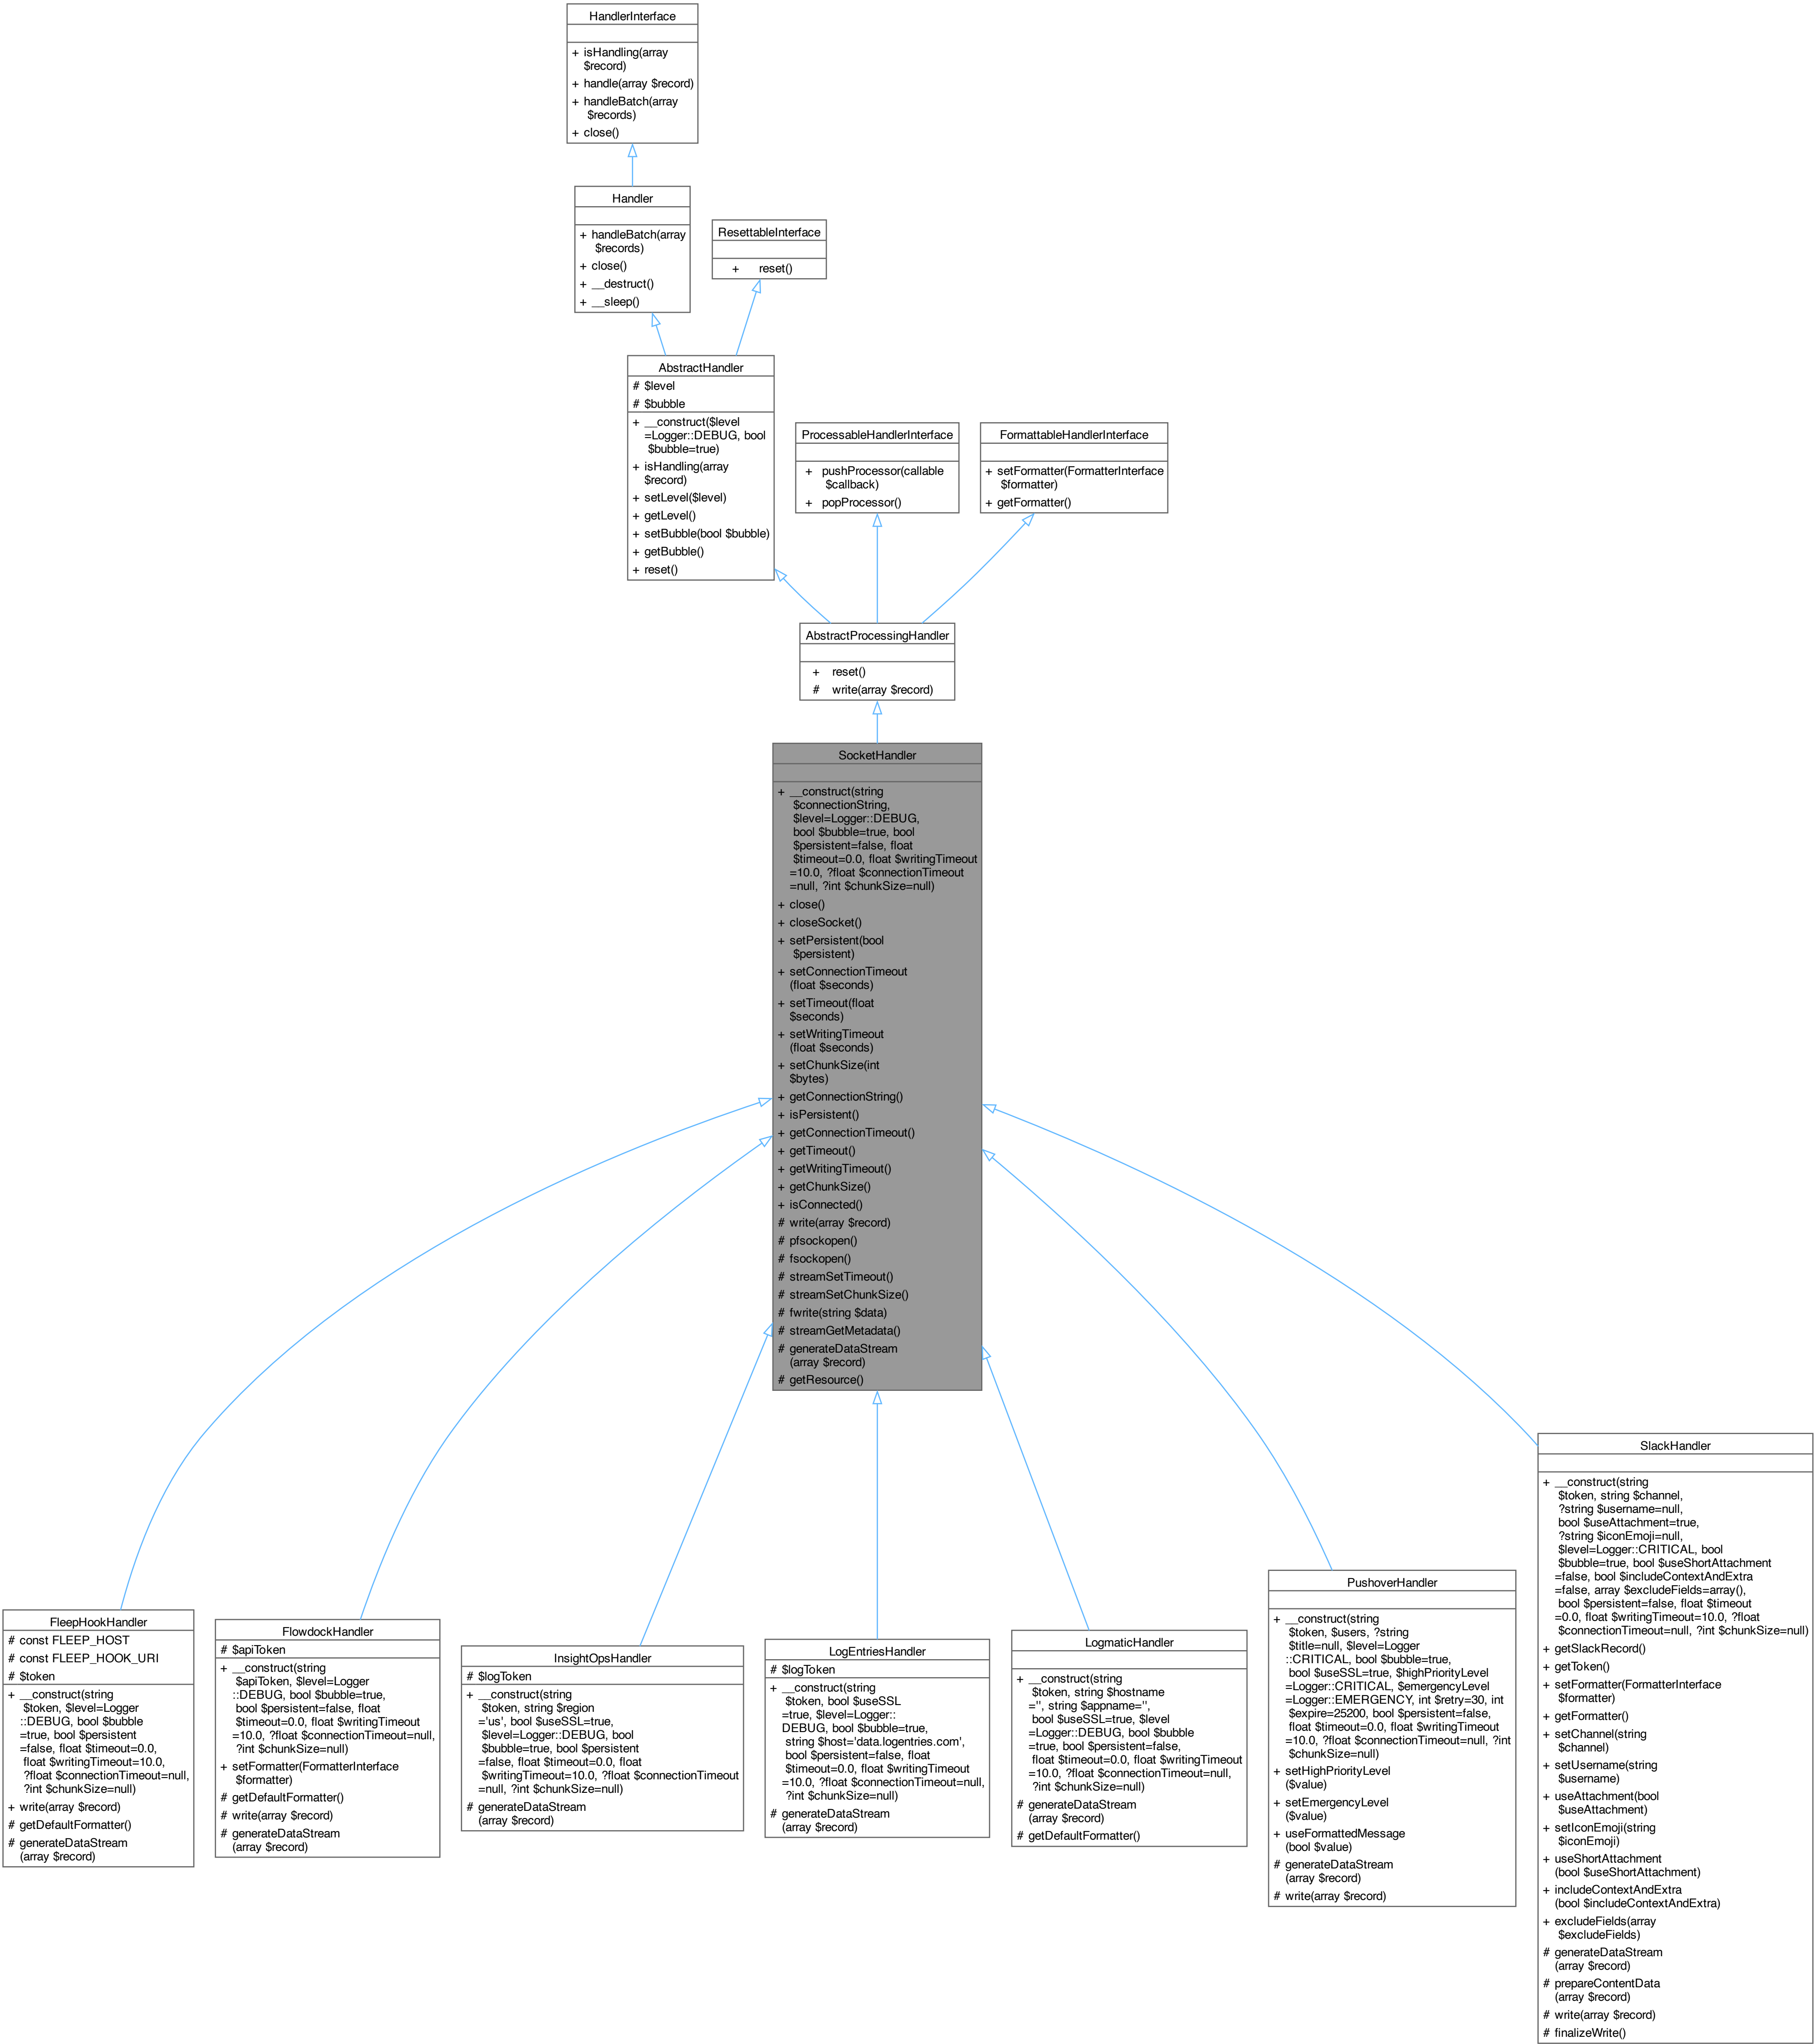 HandlerInterface
+ isHandling(array
$record)
+ handle(array $record)
+ handleBatch(array
$records)
+ close()
Handler
+ handleBatch(array
$records)
+ close()
+ __destruct()
+ __sleep()
ResettableInterface
+ reset()
AbstractHandler
# $level
# $bubble
+ __construct($level
=Logger::DEBUG, bool
$bubble=true)
+ isHandling(array
$record)
+ setLevel($level)
+ getLevel()
+ setBubble(bool $bubble)
+ getBubble()
+ reset()
ProcessableHandlerInterface
+ pushProcessor(callable
$callback)
+ popProcessor()
FormattableHandlerInterface
+ setFormatter(FormatterInterface
$formatter)
+ getFormatter()
AbstractProcessingHandler
+ reset()
# write(array $record)
SocketHandler
+ __construct(string
$connectionString,
$level=Logger::DEBUG,
bool $bubble=true, bool
$persistent=false, float
$timeout=0.0, float $writingTimeout
=10.0, ?float $connectionTimeout
=null, ?int $chunkSize=null)
+ close()
+ closeSocket()
+ setPersistent(bool
$persistent)
+ setConnectionTimeout
(float $seconds)
+ setTimeout(float
$seconds)
+ setWritingTimeout
(float $seconds)
+ setChunkSize(int
$bytes)
+ getConnectionString()
+ isPersistent()
+ getConnectionTimeout()
+ getTimeout()
+ getWritingTimeout()
+ getChunkSize()
+ isConnected()
# write(array $record)
# pfsockopen()
# fsockopen()
# streamSetTimeout()
# streamSetChunkSize()
# fwrite(string $data)
# streamGetMetadata()
# generateDataStream
(array $record)
# getResource()
FleepHookHandler
# const FLEEP_HOST
# const FLEEP_HOOK_URI
# $token
+ __construct(string
$token, $level=Logger
::DEBUG, bool $bubble
=true, bool $persistent
=false, float $timeout=0.0,
float $writingTimeout=10.0,
?float $connectionTimeout=null,
?int $chunkSize=null)
+ write(array $record)
# getDefaultFormatter()
# generateDataStream
(array $record)
FlowdockHandler
# $apiToken
+ __construct(string
$apiToken, $level=Logger
::DEBUG, bool $bubble=true,
bool $persistent=false, float
$timeout=0.0, float $writingTimeout
=10.0, ?float $connectionTimeout=null,
?int $chunkSize=null)
+ setFormatter(FormatterInterface
$formatter)
# getDefaultFormatter()
# write(array $record)
# generateDataStream
(array $record)
InsightOpsHandler
# $logToken
+ __construct(string
$token, string $region
='us', bool $useSSL=true,
$level=Logger::DEBUG, bool
$bubble=true, bool $persistent
=false, float $timeout=0.0, float
$writingTimeout=10.0, ?float $connectionTimeout
=null, ?int $chunkSize=null)
# generateDataStream
(array $record)
LogEntriesHandler
# $logToken
+ __construct(string
$token, bool $useSSL
=true, $level=Logger::
DEBUG, bool $bubble=true,
string $host='data.logentries.com',
bool $persistent=false, float
$timeout=0.0, float $writingTimeout
=10.0, ?float $connectionTimeout=null,
?int $chunkSize=null)
# generateDataStream
(array $record)
LogmaticHandler
+ __construct(string
$token, string $hostname
='', string $appname='',
bool $useSSL=true, $level
=Logger::DEBUG, bool $bubble
=true, bool $persistent=false,
float $timeout=0.0, float $writingTimeout
=10.0, ?float $connectionTimeout=null,
?int $chunkSize=null)
# generateDataStream
(array $record)
# getDefaultFormatter()
PushoverHandler
+ __construct(string
$token, $users, ?string
$title=null, $level=Logger
::CRITICAL, bool $bubble=true,
bool $useSSL=true, $highPriorityLevel
=Logger::CRITICAL, $emergencyLevel
=Logger::EMERGENCY, int $retry=30, int
$expire=25200, bool $persistent=false,
float $timeout=0.0, float $writingTimeout
=10.0, ?float $connectionTimeout=null, ?int
$chunkSize=null)
+ setHighPriorityLevel
($value)
+ setEmergencyLevel
($value)
+ useFormattedMessage
(bool $value)
# generateDataStream
(array $record)
# write(array $record)
SlackHandler
+ __construct(string
$token, string $channel,
?string $username=null,
bool $useAttachment=true,
?string $iconEmoji=null,
$level=Logger::CRITICAL, bool
$bubble=true, bool $useShortAttachment
=false, bool $includeContextAndExtra
=false, array $excludeFields=array(),
bool $persistent=false, float $timeout
=0.0, float $writingTimeout=10.0, ?float
$connectionTimeout=null, ?int $chunkSize=null)
+ getSlackRecord()
+ getToken()
+ setFormatter(FormatterInterface
$formatter)
+ getFormatter()
+ setChannel(string
$channel)
+ setUsername(string
$username)
+ useAttachment(bool
$useAttachment)
+ setIconEmoji(string
$iconEmoji)
+ useShortAttachment
(bool $useShortAttachment)
+ includeContextAndExtra
(bool $includeContextAndExtra)
+ excludeFields(array
$excludeFields)
# generateDataStream
(array $record)
# prepareContentData
(array $record)
# write(array $record)
# finalizeWrite()